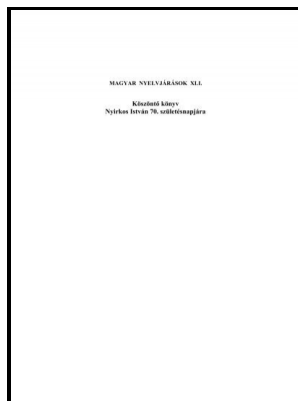 MAGYAR NYELVJÁRÁSOK XLI.
Köszöntő könyv
Nyirkos István 70. születésnapjára